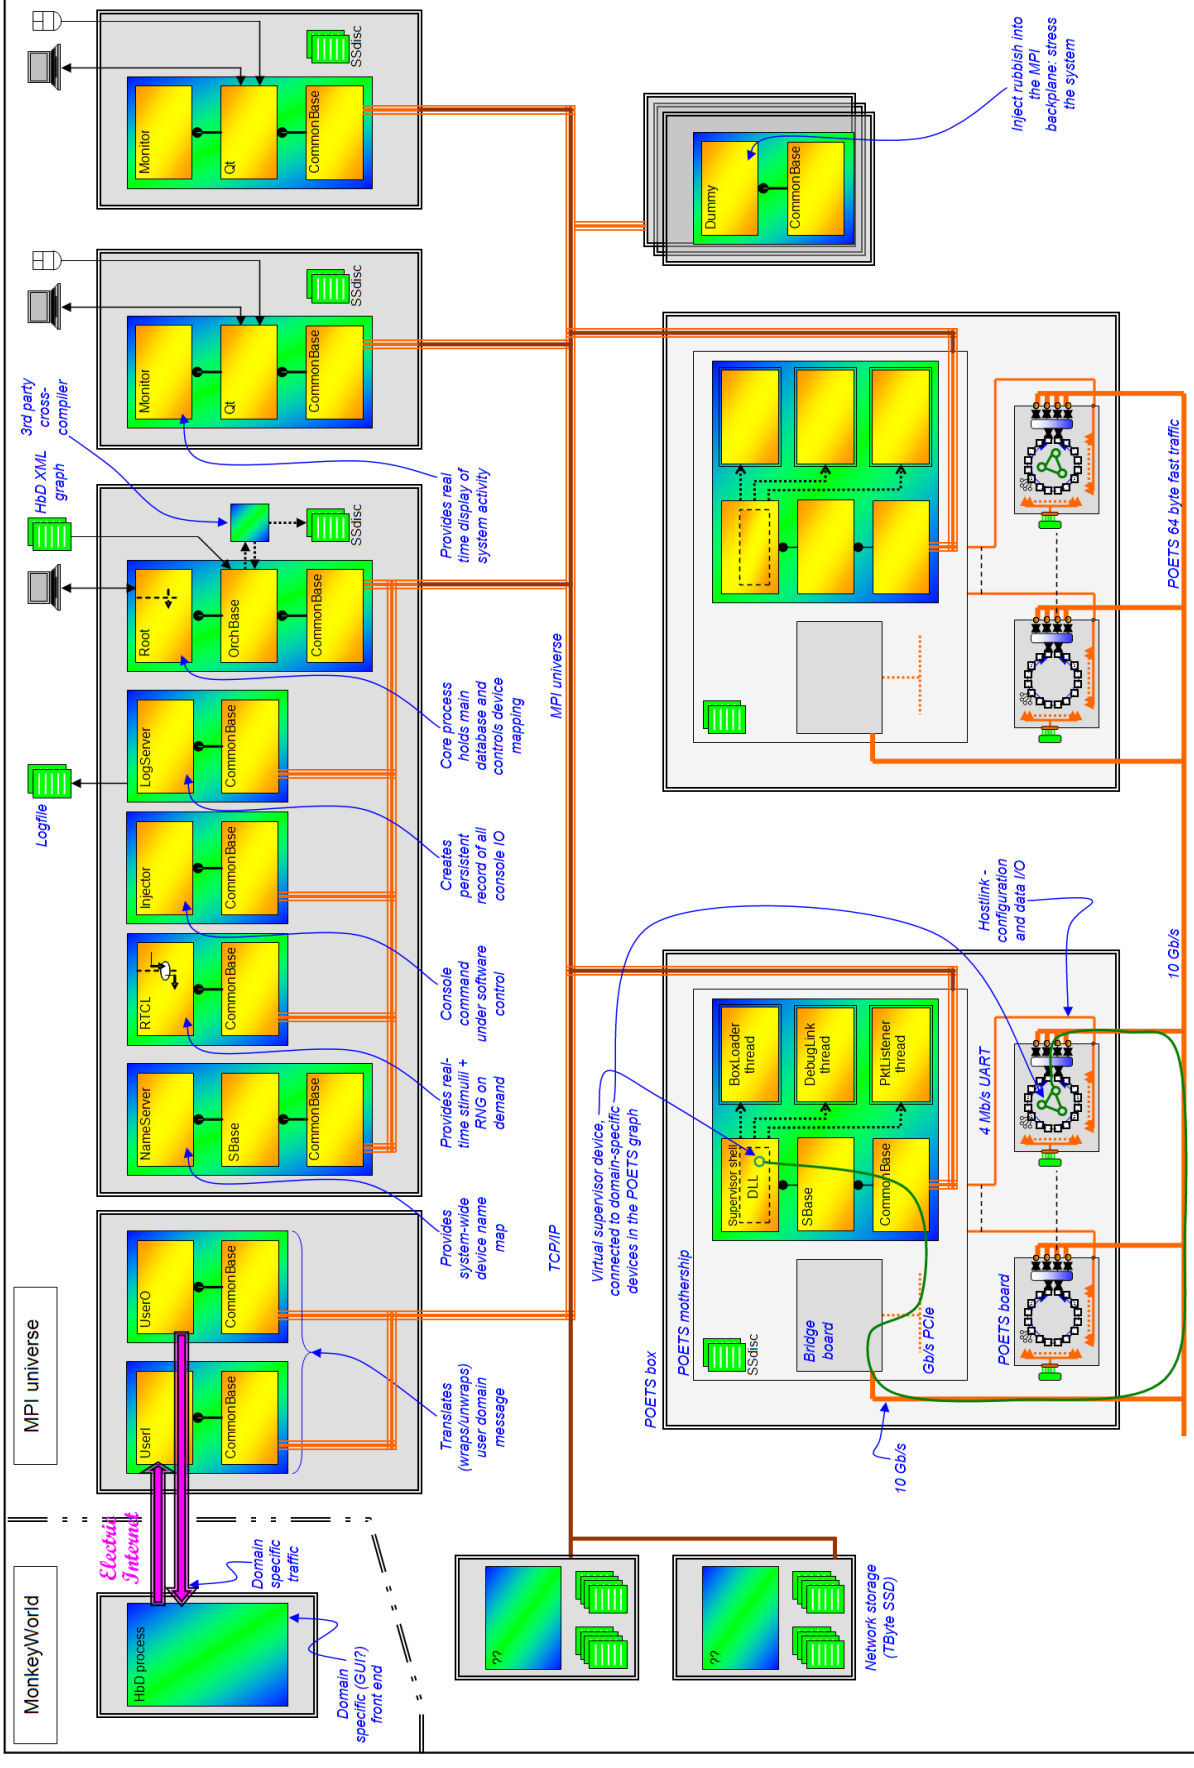 MonkeyWorld
MPI universe
HbD process
Electric
Internet
Domain
specific
traffic
Domain
specific (GUI?)
front end
UserI
CommonBase
UserO
CommonBase
Translates
(wraps/unwraps)
user domain
message
NameServer
SBase
CommonBase
Provides
system-wide
device name
map
RTCL
CommonBase
Provides real-
time stimulii +
RNG on
demand
Injector
CommonBase
Console
command
under software
control
LogServer
CommonBase
Logfile
Creates
persistent
record of all
console IO
Root
OrchBase
CommonBase
Core process
holds main
database and
controls device
mapping
HbD XML
graph
3rd party
cross-
compiler
SSdisc
Monitor
Qt
CommonBase
SSdisc
Provides real
time display of
system activity
Monitor
Qt
CommonBase
SSdisc
TCP/IP
MPI universe
??
??
Network storage
(TByte SSD)
POETS box
POETS mothership
SSdisc
Bridge
board
Gb/s PCIe
10 Gb/s
Virtual supervisor device,
connected to domain-specific
devices in the POETS graph
Supervisor shell
DLL
SBase
CommonBase
BoxLoader
thread
DebugLink
thread
PktListener
thread
POETS board
4 Mb/s UART
Hostlink -
configuration
and data I/O
10 Gb/s
POETS 64 byte fast traffic
Dummy
CommonBase
Inject rubbish into
the MPI
backplane: stress
the system